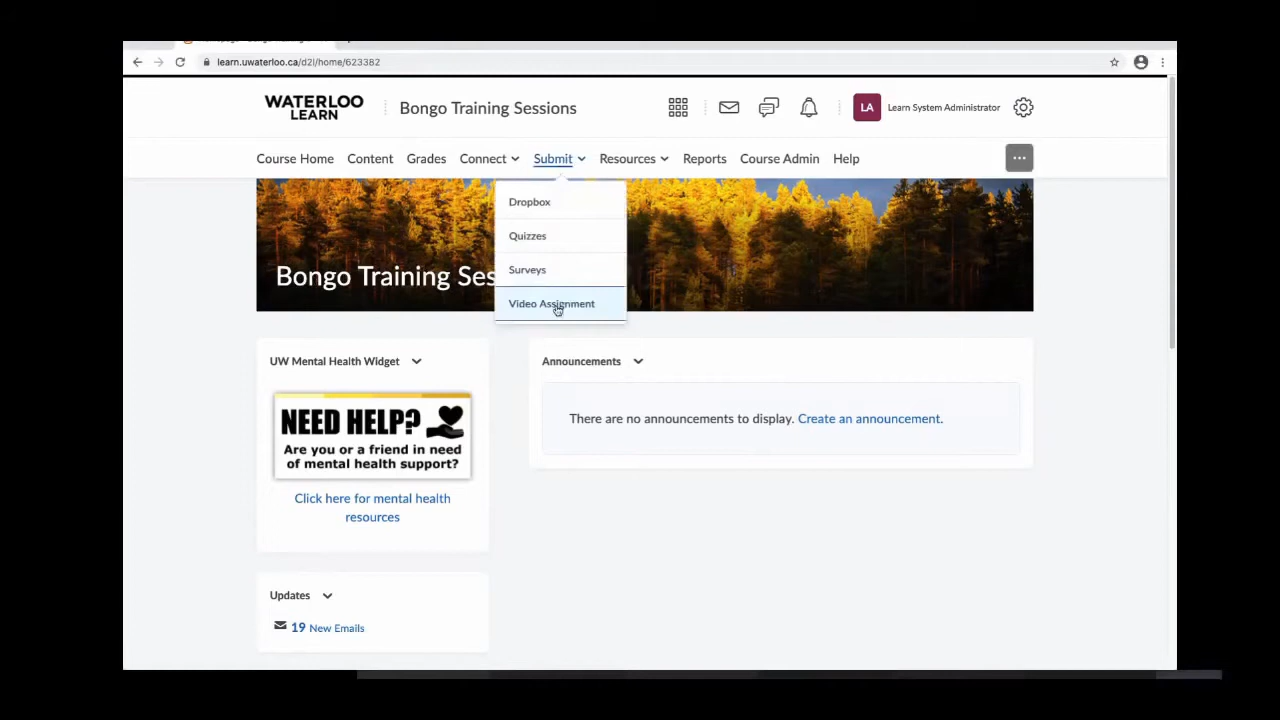 learn.uwaterloo.ca/d2l/home/623382
WATERLOO
LEARN
Bongo Training Sessions
LA
Learn System Administrator
Course Home
Content
Grades
Connect
Submit
Resources
Reports
Course Admin
Help
Dropbox
Quizzes
Surveys
Video Assignment
Bongo Training Ses
UW Mental Health Widget
NEED HELP?
Are you or a friend in need
of mental health support?
Click here for mental health
resources
Announcements
There are no announcements to display. Create an announcement.
Updates
19 New Emails